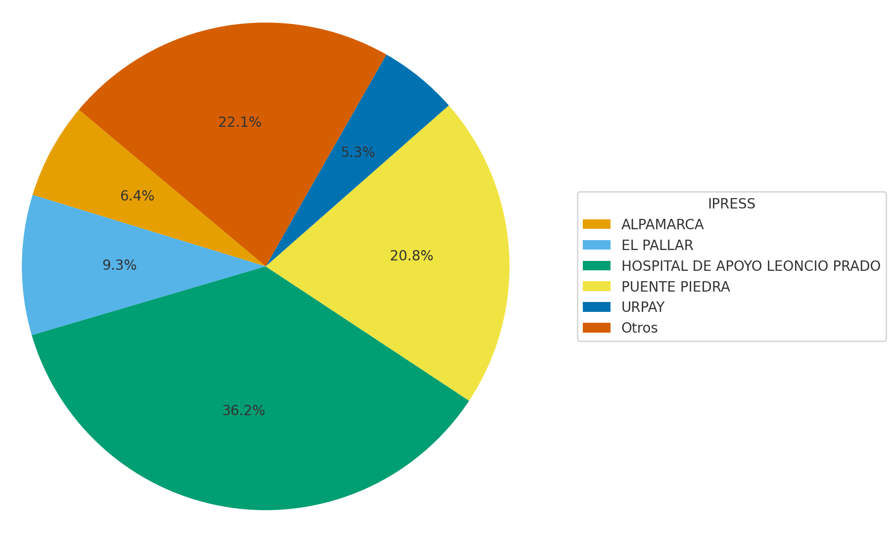 22.1%
5.3%
6.4%
20.8%
9.3%
36.2%
IPRESS
ALPAMARCA
EL PALLAR
HOSPITAL DE APOYO LEONCIO PRADO
PUENTE PIEDRA
URPAY
Otros